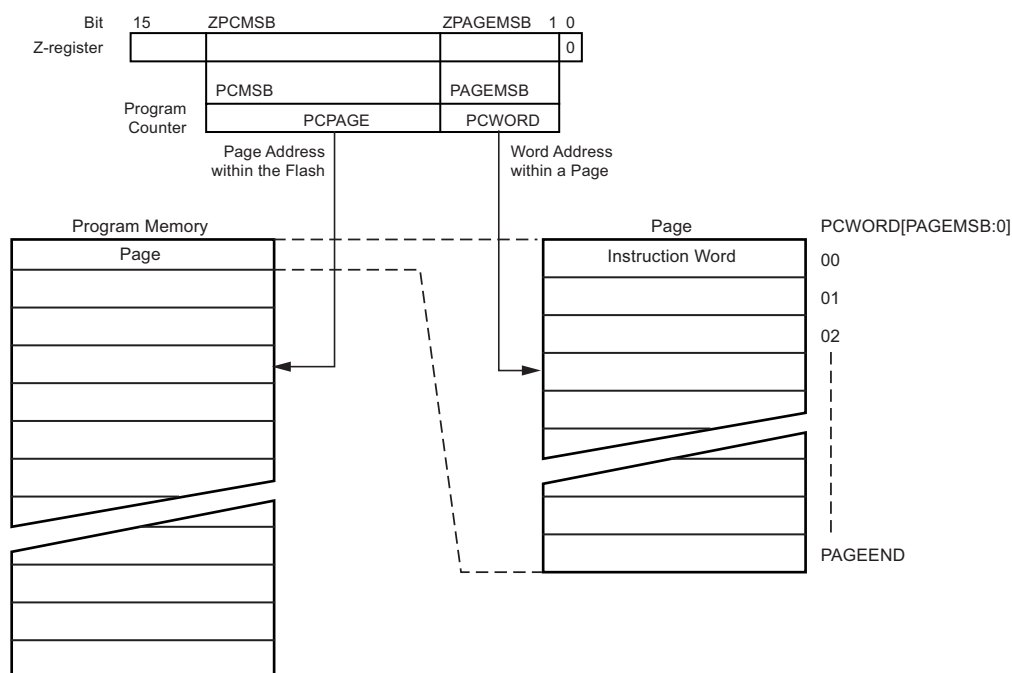 Bit 15 ZPCMSB ZPAGEMSB 1 0
Z-register 0
PCMSB PAGEMSB
Program
Counter
PCPAGE PCWORD
Page Address
within the Flash
Word Address
within a Page
Program Memory
Page
Page
Instruction Word
PCWORD[PAGEMSB:0]
00
01
02
PAGEEND